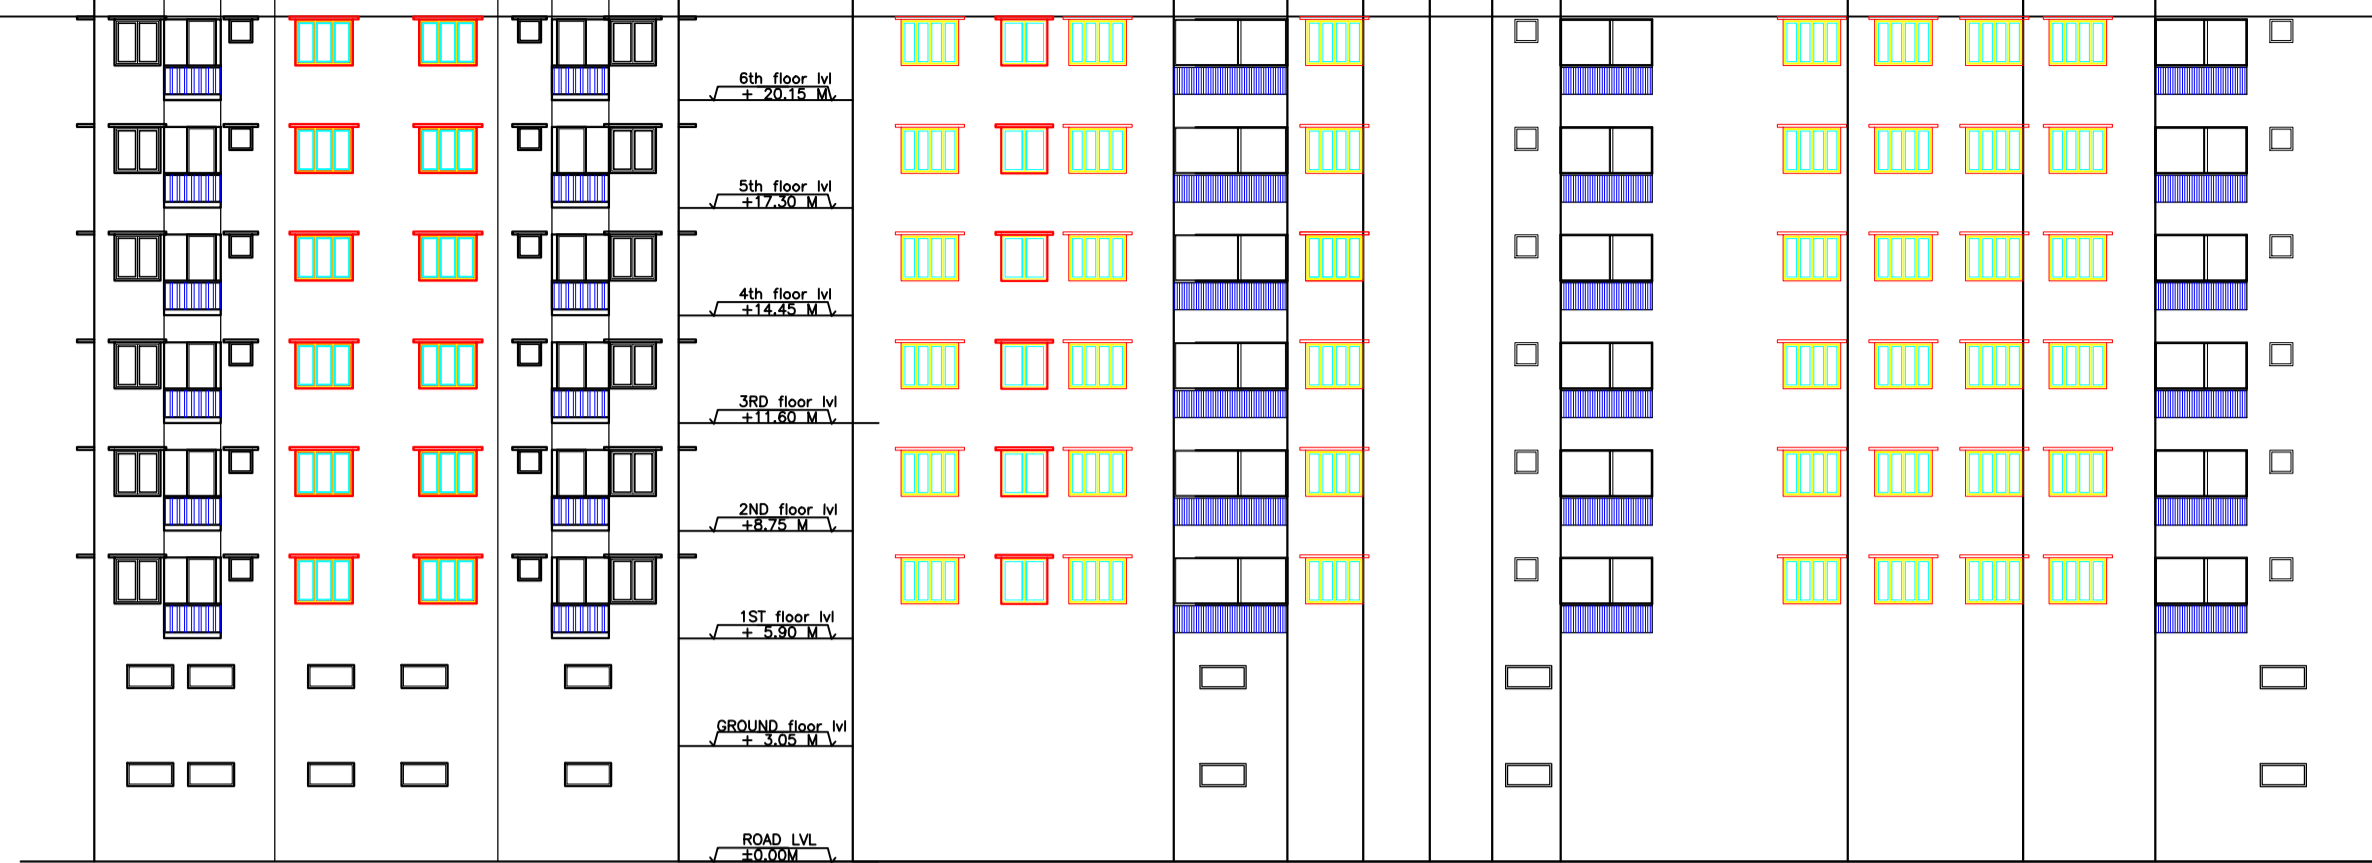 6th floor lvl
+ 20.15 M
5th floor lvl
+17.30 M
4th floor lvl
+14.45 M
3RD floor lvl
+11.60 M
2ND floor lvl
+8.75 M
1ST floor lvl
+ 5.90 M
GROUND floor lvl
+ 3.05 M
ROAD LVL
±0.00M